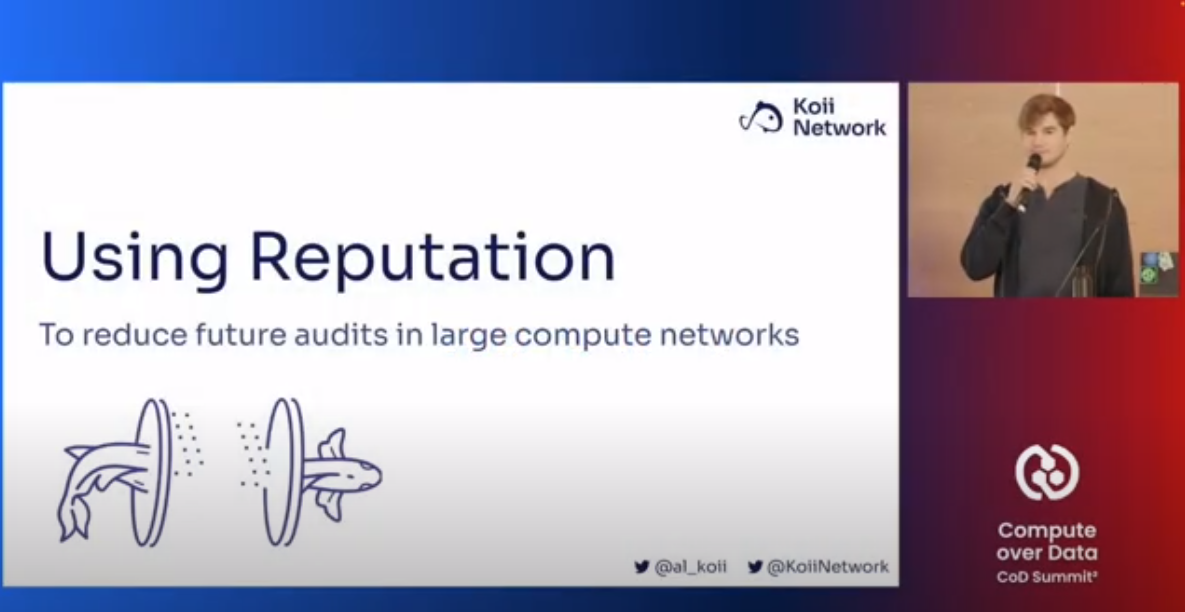 Koii
Network
Using Reputation
To reduce future audits in large compute networks
@al_koii @KoiiNetwork
Compute
over Data
CoD Summit²